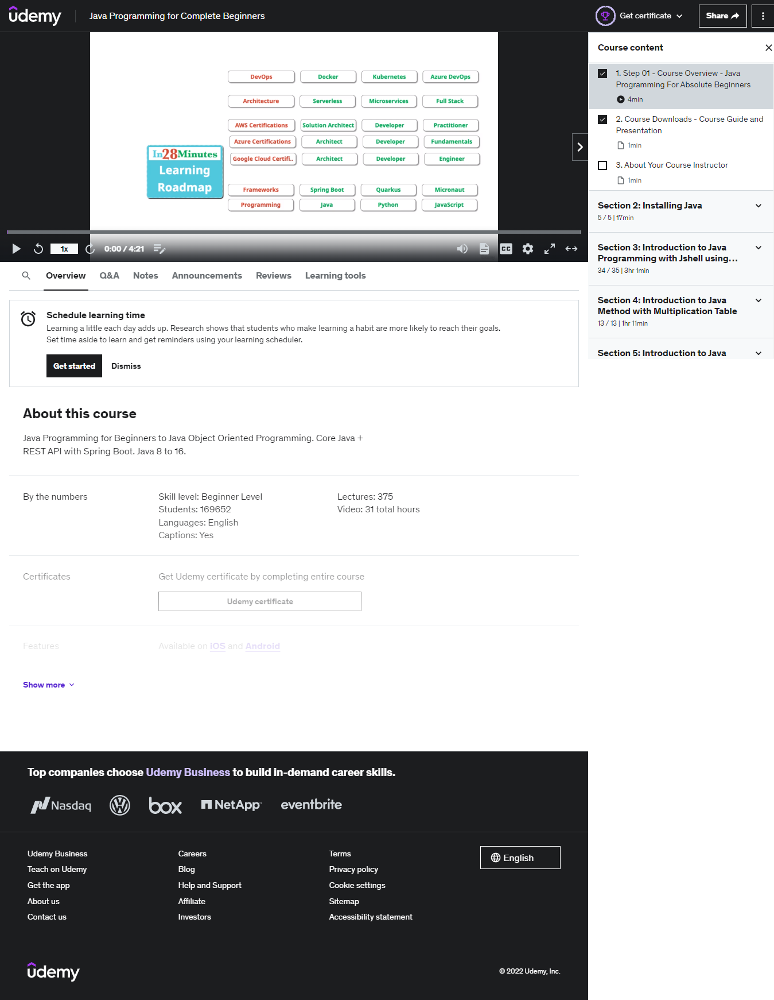 udemy
Java Programming for Complete Beginners
Get certificate
Share
DevOps Docker Kubernetes Azure DevOps
Architecture Serverless Microservices Full Stack
AWS Certifications Solution Architect Developer Practitioner
Azure Certifications Architect Developer Fundamentals
Google Cloud Certifi.. Architect Developer Engineer
In28Minutes
Learning
Roadmap
Frameworks Spring Boot Quarkus Micronaut
Programming Java Python JavaScript
1x
0:00 / 4:21
CC
Course content
1. Step 01 - Course Overview - Java
Programming For Absolute Beginners
4min
2. Course Downloads - Course Guide and
Presentation
1min
3. About Your Course Instructor
1min
Section 2: Installing Java
5 / 5 | 17min
Section 3: Introduction to Java
Programming with Jshell using...
34 / 35 | 3hr 1min
Section 4: Introduction to Java
Method with Multiplication Table
13 / 13 | 1hr 11min
Section 5: Introduction to Java
Overview Q&A Notes Announcements Reviews Learning tools
Schedule learning time
Learning a little each day adds up. Research shows that students who make learning a habit are more likely to reach their goals.
Set time aside to learn and get reminders using your learning scheduler.
Get started Dismiss
About this course
Java Programming for Beginners to Java Object Oriented Programming. Core Java +
REST API with Spring Boot. Java 8 to 16.
By the numbers
Skill level: Beginner Level
Students: 169652
Languages: English
Captions: Yes
Lectures: 375
Video: 31 total hours
Certificates
Get Udemy certificate by completing entire course
Udemy certificate
Features
Available on iOS and Android
Show more
Top companies choose Udemy Business to build in-demand career skills.
Nasdaq box NetApp eventbrite
Udemy Business
Teach on Udemy
Get the app
About us
Contact us
Careers
Blog
Help and Support
Affiliate
Investors
Terms
Privacy policy
Cookie settings
Sitemap
Accessibility statement
English
udemy
© 2022 Udemy, Inc.